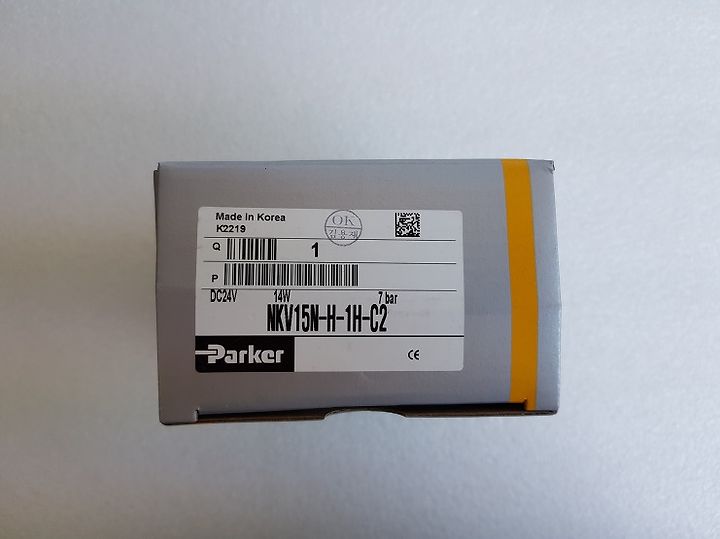 Made in Korea
K2219
OK
Q 1
P
DC24V 14W 7 bar
NKV15N-H-1H-C2
Parker
CE